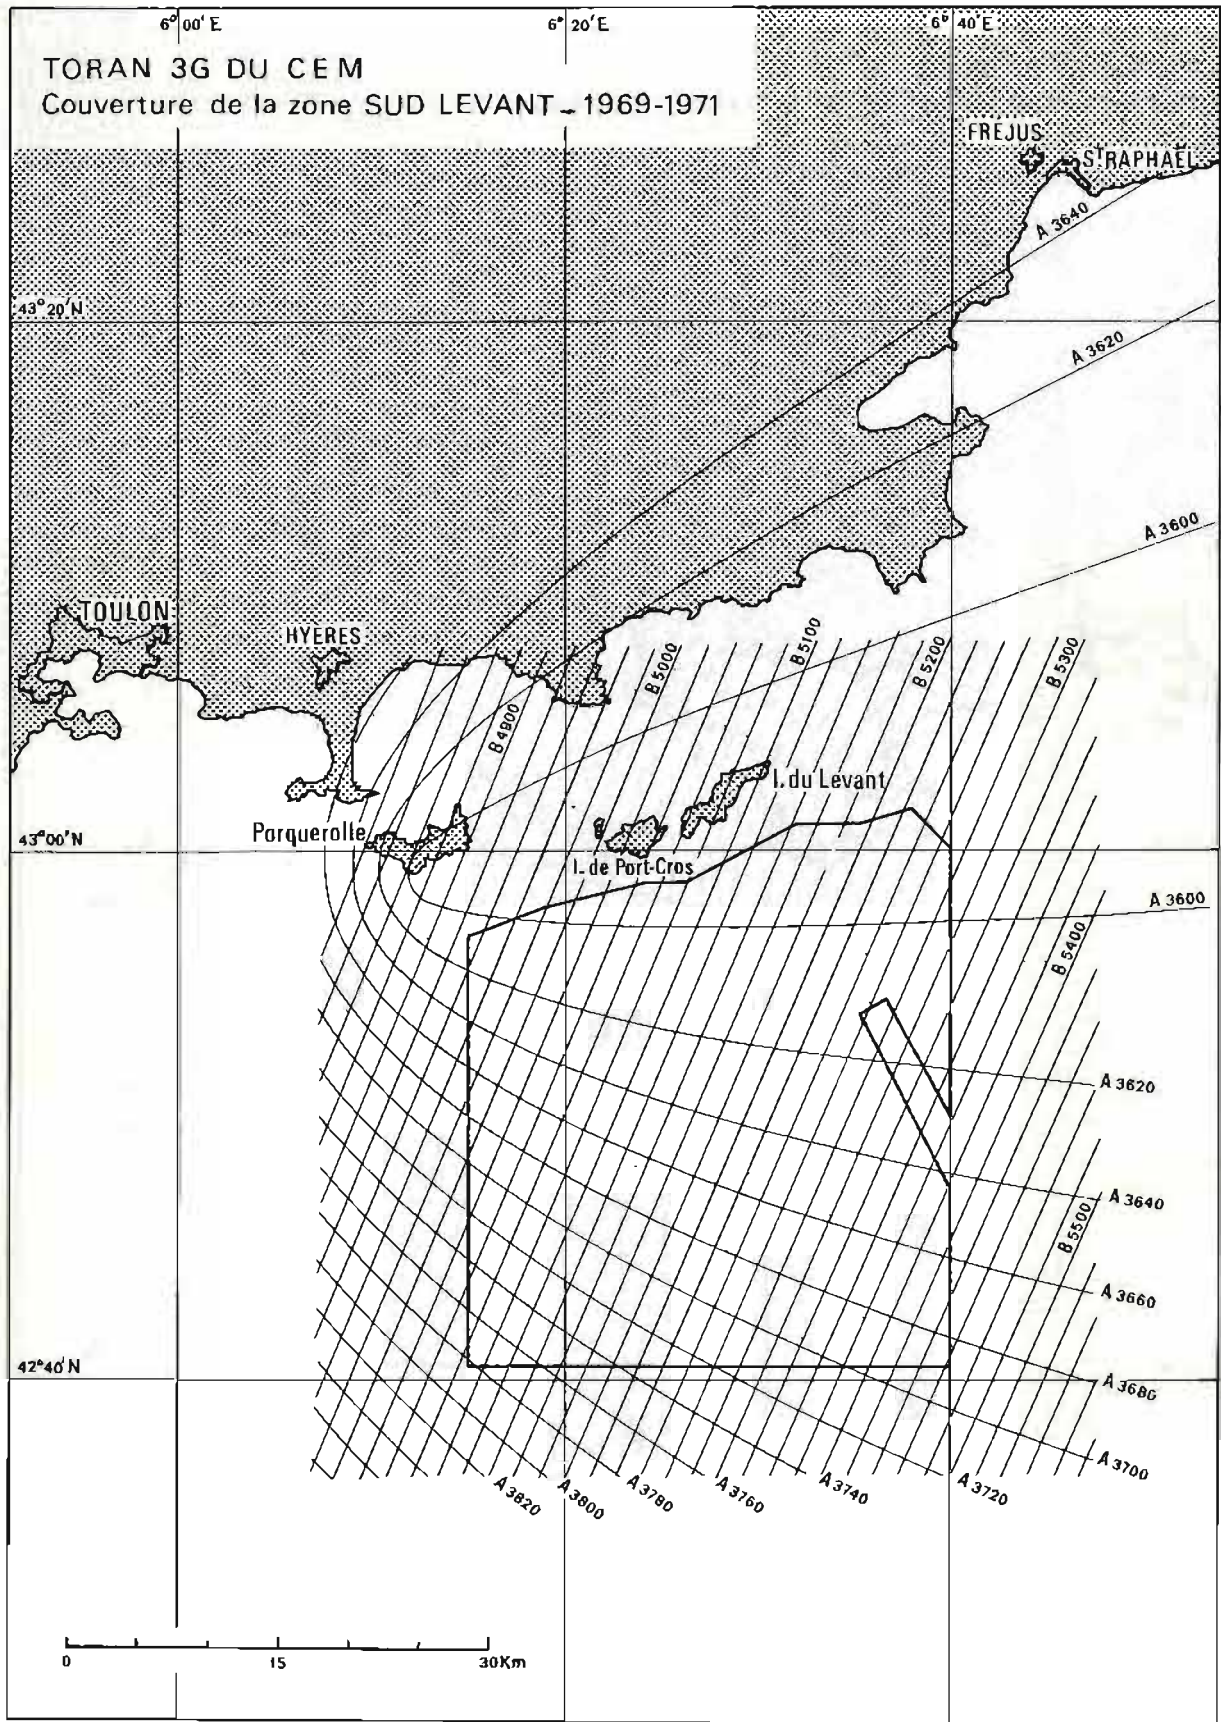 6° 00' E
6° 20' E
6° 40' E
TORAN 3G DU CEM
Couverture de la zone SUD LEVANT - 1969-1971
FREJUS
ST RAPHAËL
A 3640
43° 20' N
A 3620
A 3600
TOULON
HYERES
B 4900
B 5000
B 5100
B 5200
B 5300
I. du Levant
Porquerolle
43° 00' N
I. de Port-Cros
A 3600
B 5400
A 3620
A 3640
B 5500
A 3660
42° 40' N
A 3680
A 3700
A 3820
A 3800
A 3780
A 3760
A 3740
A 3720
0 15 30Km